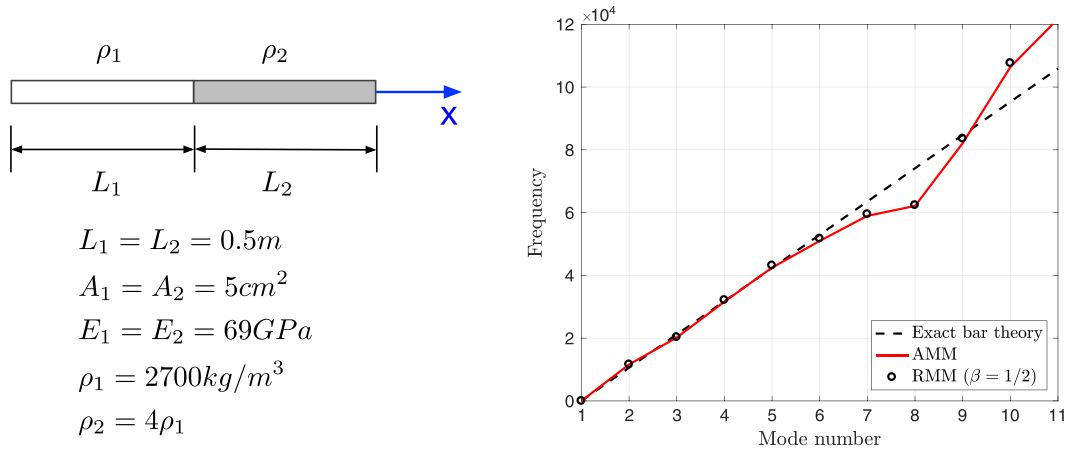 ρ₁ ρ₂
X
L₁ L₂
L₁ = L₂ = 0.5m
A₁ = A₂ = 5cm²
E₁ = E₂ = 69GPa
ρ₁ = 2700kg/m³
ρ₂ = 4ρ₁
×10⁴
12
10
8
6
4
2
0
Frequency
1 2 3 4 5 6 7 8 9 10 11
Mode number
Exact bar theory
AMM
RMM (β = 1/2)